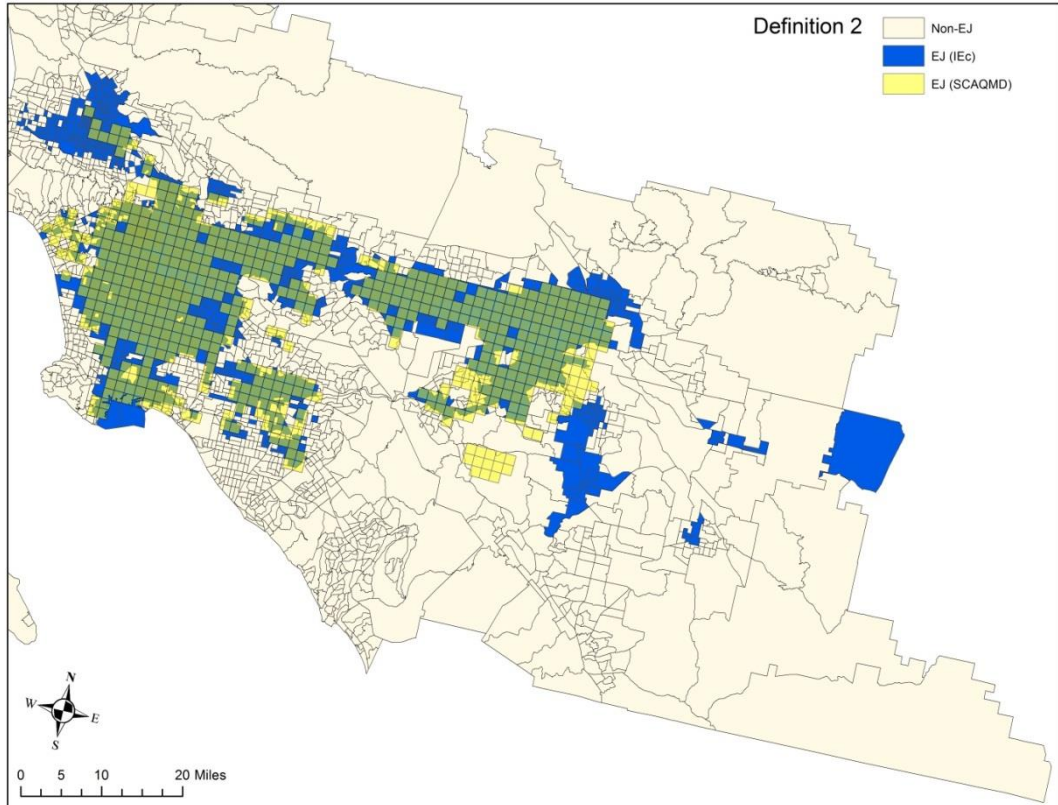 Definition 2
Non-EJ
EJ (IEc)
EJ (SCAQMD)
N
W
E
S
0 5 10 20 Miles